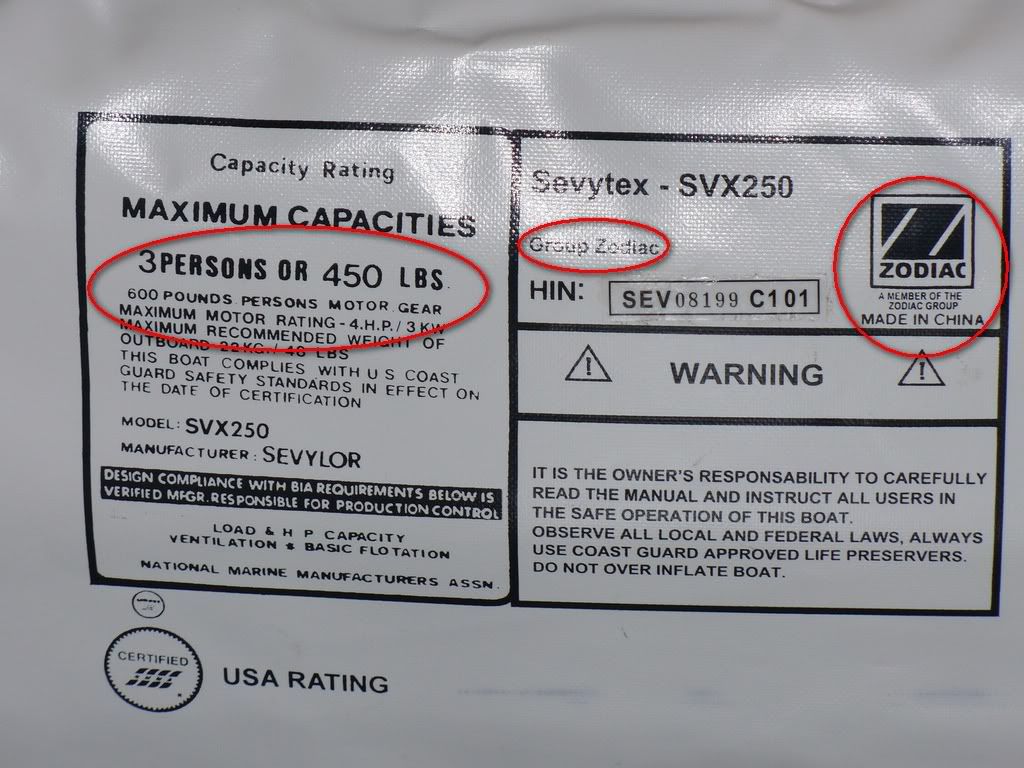 Capacity Rating
MAXIMUM CAPACITIES
3 PERSONS OR 450 LBS.
600 POUNDS. PERSONS MOTOR GEAR
MAXIMUM MOTOR RATING - 4.H.P./ 3 KW
MAXIMUM RECOMMENDED WEIGHT OF
OUTBOARD 22KG./ 48 LBS
THIS BOAT COMPLIES WITH U S COAST
GUARD SAFETY STANDARDS IN EFFECT ON
THE DATE OF CERTIFICATION
MODEL: SVX250
MANUFACTURER: SEVYLOR
DESIGN COMPLIANCE WITH BIA REQUIREMENTS BELOW IS
VERIFIED MFGR. RESPONSIBLE FOR PRODUCTION CONTROL
LOAD & H P CAPACITY
VENTILATION & BASIC FLOTATION
NATIONAL MARINE MANUFACTURERS ASSN.
CERTIFIED
USA RATING
Sevytex - SVX250
Group Zodiac
HIN: SEV08199 C101
ZODIAC
A MEMBER OF THE
ZODIAC GROUP
MADE IN CHINA
WARNING
IT IS THE OWNER'S RESPONSABILITY TO CAREFULLY
READ THE MANUAL AND INSTRUCT ALL USERS IN
THE SAFE OPERATION OF THIS BOAT.
OBSERVE ALL LOCAL AND FEDERAL LAWS, ALWAYS
USE COAST GUARD APPROVED LIFE PRESERVERS.
DO NOT OVER INFLATE BOAT.